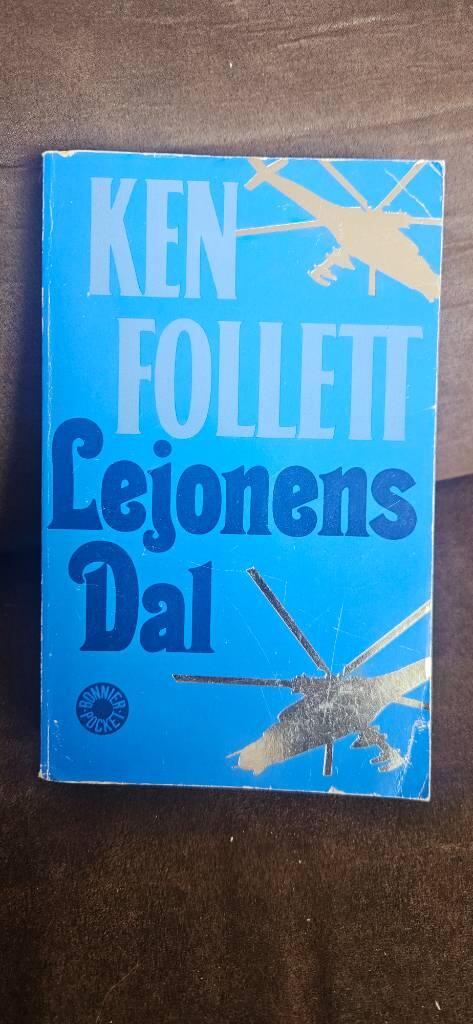 KEN
FOLLETT
Lejonens
Dal
BONNIER
POCKET